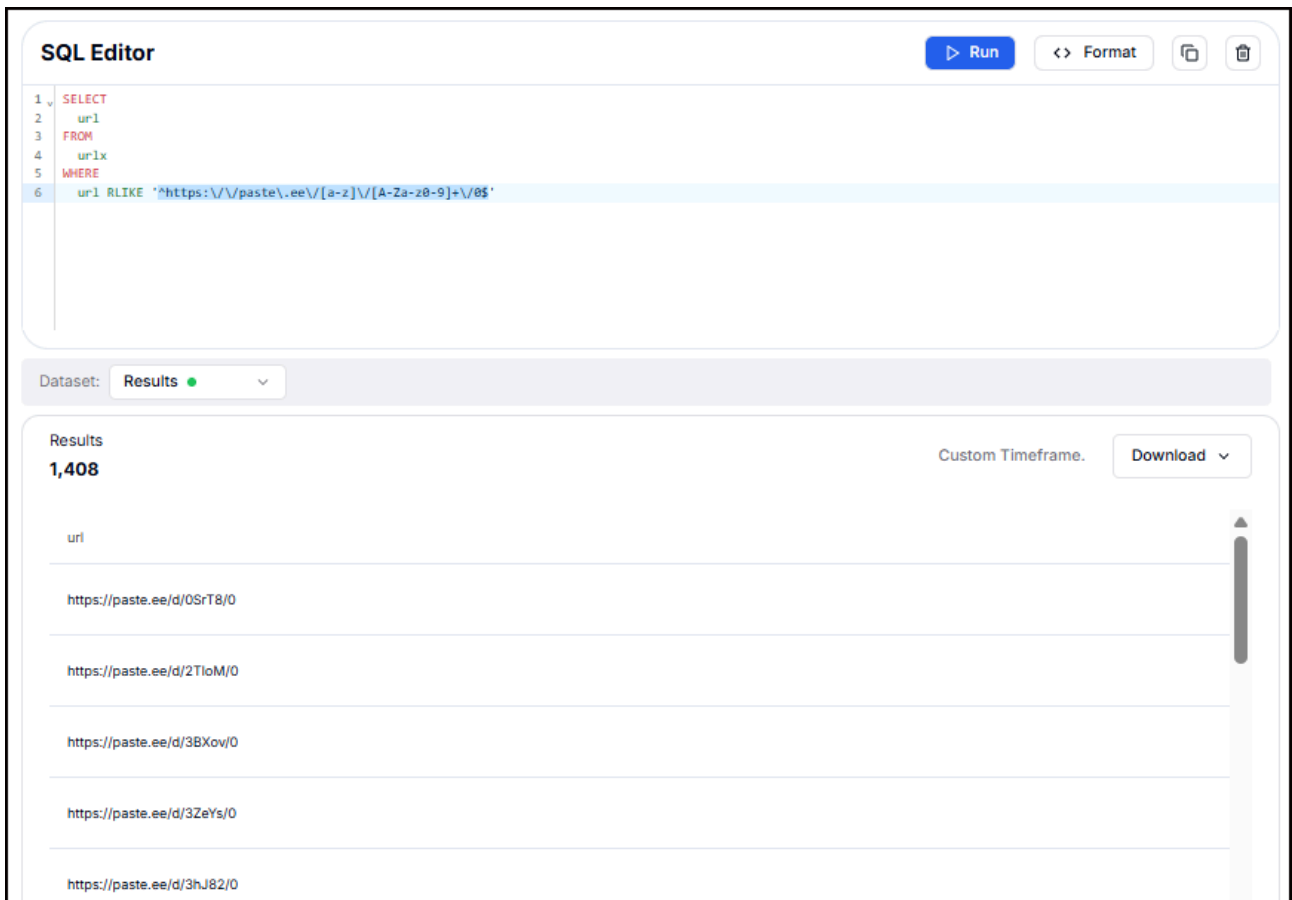 SQL Editor
Run
Format
1 SELECT
2 url
3 FROM
4 urlx
5 WHERE
6 url RLIKE '^https:\/\/paste\.ee\/[a-z]\/[A-Za-z0-9]+\/0$'
Dataset: Results
Results
1,408
Custom Timeframe.
Download
url
https://paste.ee/d/0SrT8/0
https://paste.ee/d/2TloM/0
https://paste.ee/d/3BXov/0
https://paste.ee/d/3ZeYs/0
https://paste.ee/d/3hJ82/0